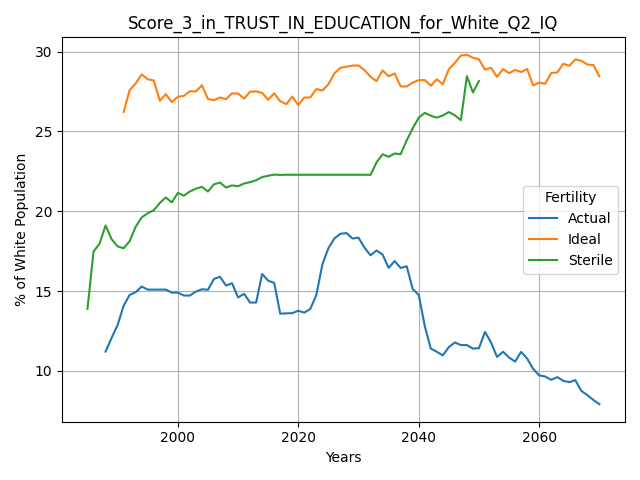 Score_3_in_TRUST_IN_EDUCATION_for_White_Q2_IQ
% of White Population
30
25
20
15
10
Fertility
Actual
Ideal
Sterile
2000
2020
2040
2060
Years